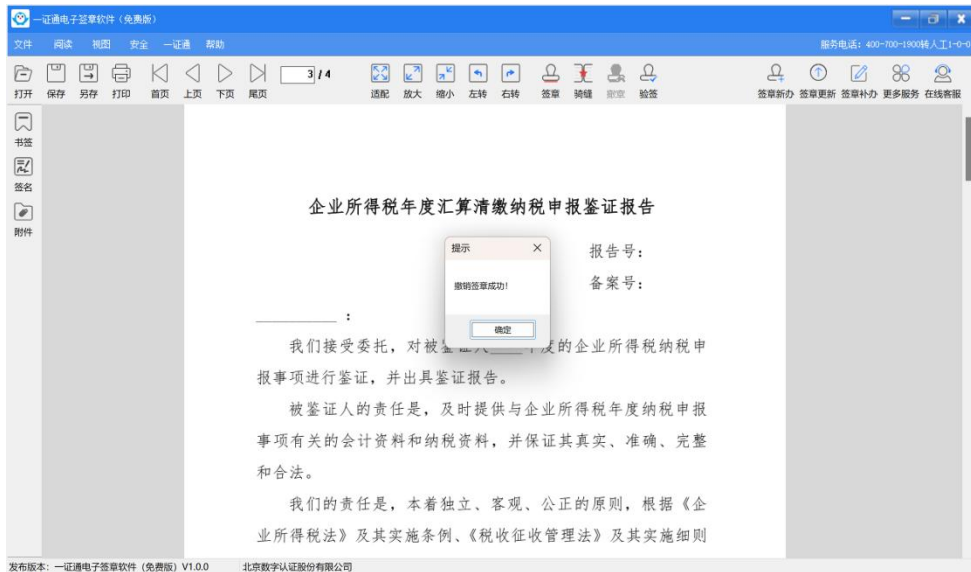 一证通电子签章软件（免费版）
文件 阅读 视图 安全 一证通 帮助 服务电话：400-700-1900转人工1-0-0
3 / 4
打开 保存 另存 打印 首页 上页 下页 尾页 适配 放大 缩小 左转 右转 签章 骑缝 撤章 验签 签章新办 签章更新 签章补办 更多服务 在线客服
书签
签名
附件
企业所得税年度汇算清缴纳税申报鉴证报告
报告号：
备案号：
提示
撤销签章成功!
确定
：
我们接受委托，对被鉴证人____年度的企业所得税纳税申
报事项进行鉴证，并出具鉴证报告。
被鉴证人的责任是，及时提供与企业所得税年度纳税申报
事项有关的会计资料和纳税资料，并保证其真实、准确、完整
和合法。
我们的责任是，本着独立、客观、公正的原则，根据《企
业所得税法》及其实施条例、《税收征收管理法》及其实施细则
发布版本：一证通电子签章软件（免费版）V1.0.0 北京数字认证股份有限公司